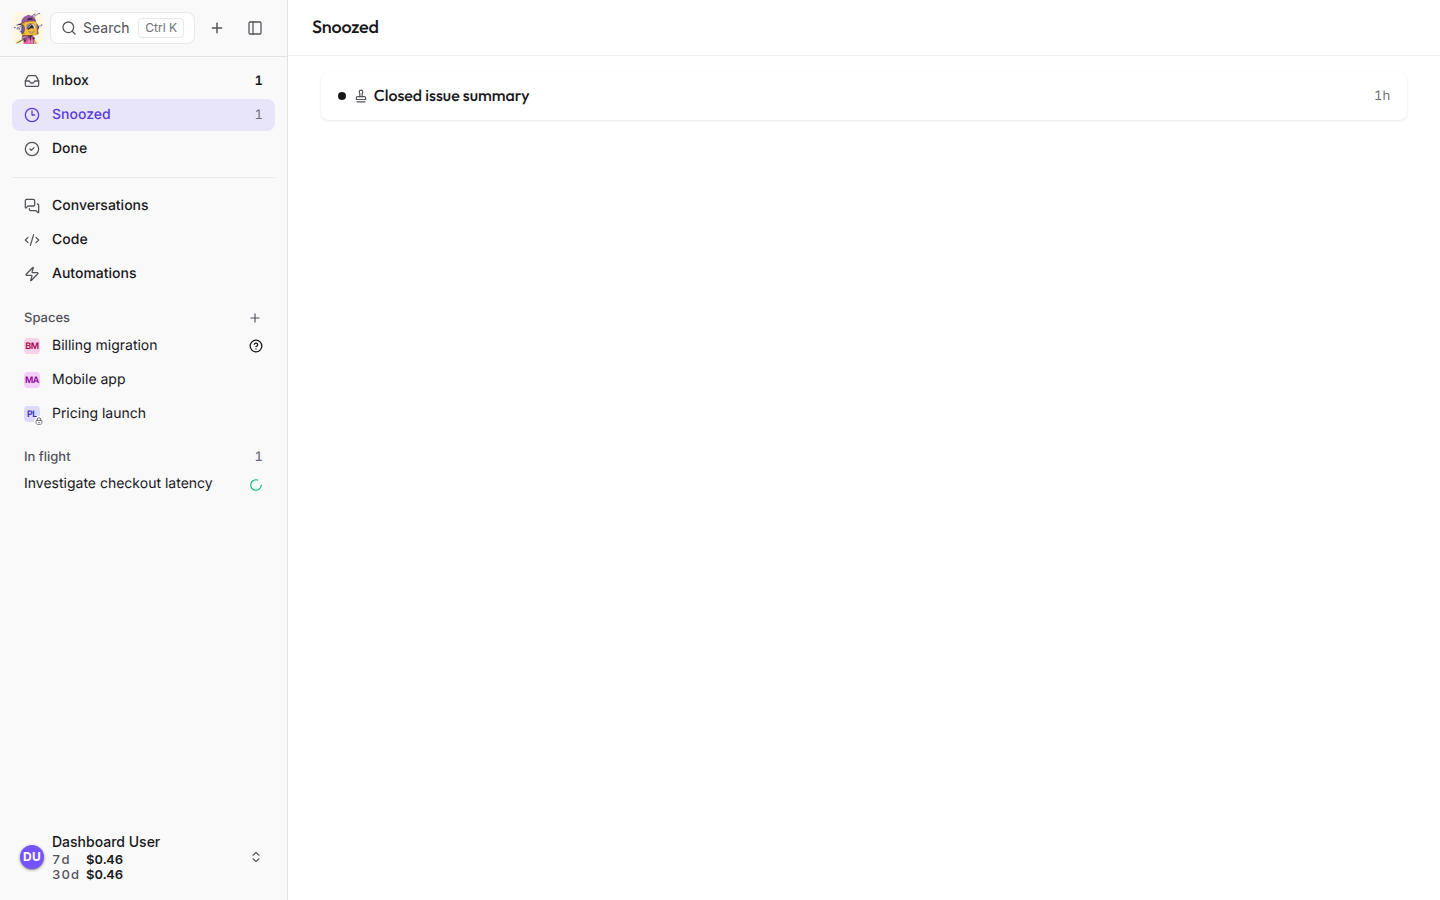 Search Ctrl K
Inbox 1
Snoozed 1
Done
Conversations
Code
Automations
Spaces
BM Billing migration
MA Mobile app
PL Pricing launch
In flight 1
Investigate checkout latency
DU Dashboard User
7d $0.46
30d $0.46
Snoozed
Closed issue summary 1h